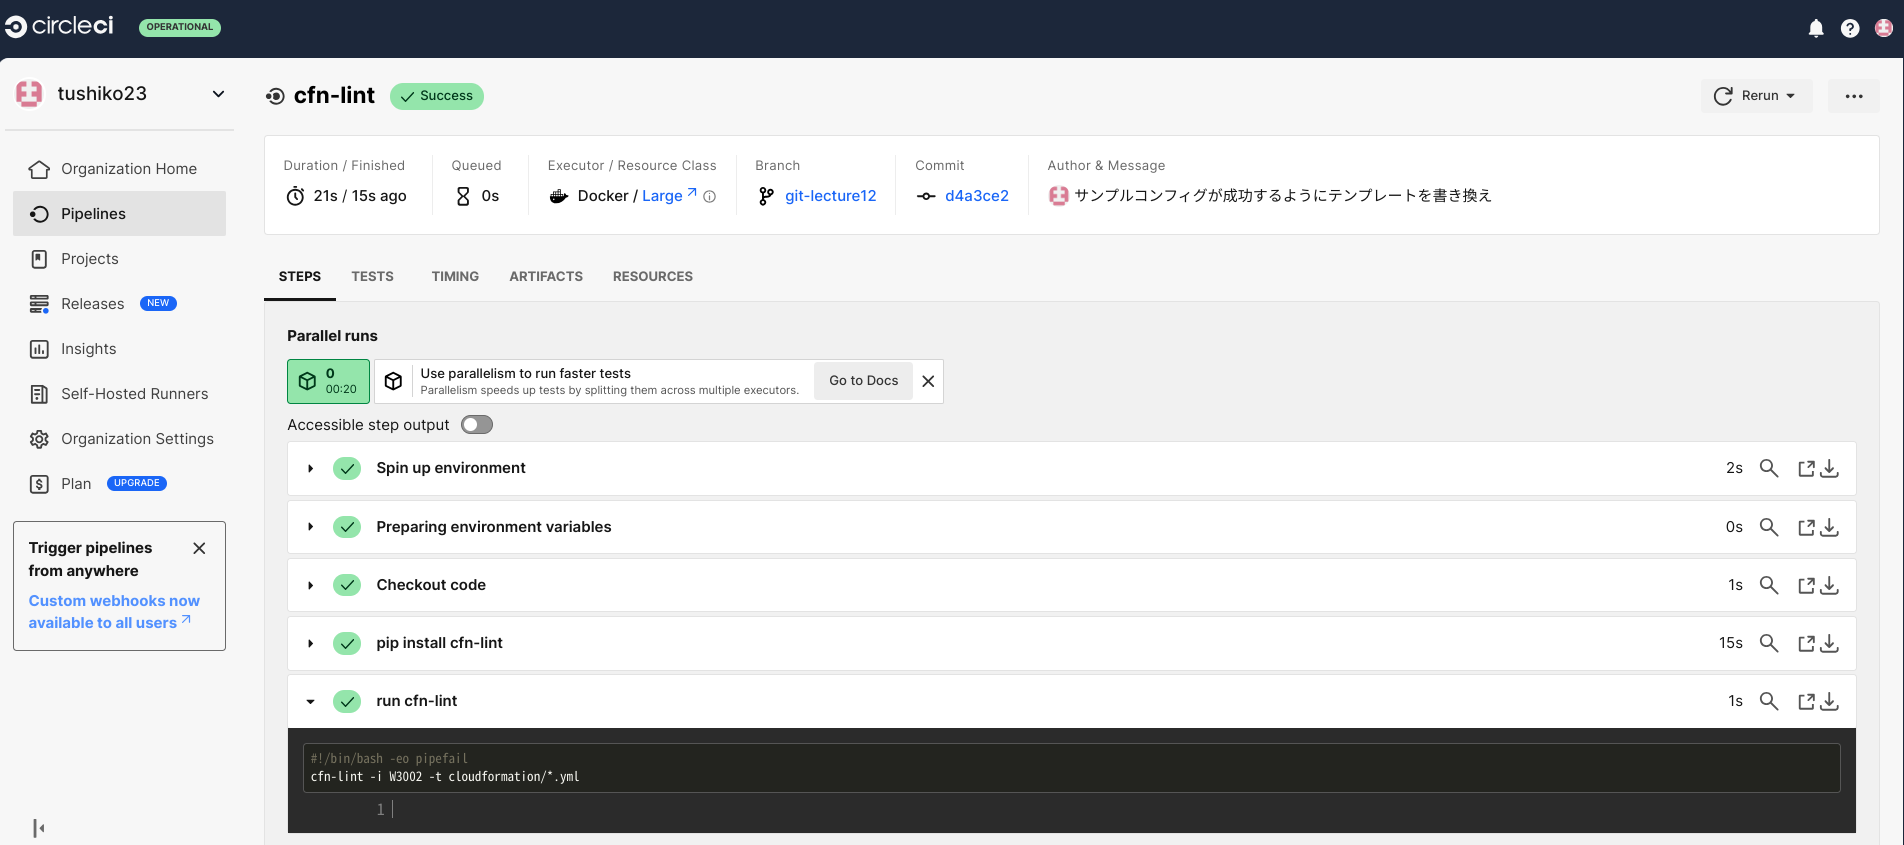 circleci
OPERATIONAL
tushiko23
Organization Home
Pipelines
Projects
Releases NEW
Insights
Self-Hosted Runners
Organization Settings
Plan UPGRADE
Trigger pipelines
from anywhere
Custom webhooks now
available to all users
cfn-lint
Success
Rerun
Duration / Finished
21s / 15s ago
Queued
0s
Executor / Resource Class
Docker / Large
Branch
git-lecture12
Commit
d4a3ce2
Author & Message
サンプルコンフィグが成功するようにテンプレートを書き換え
STEPS
TESTS
TIMING
ARTIFACTS
RESOURCES
Parallel runs
0
00:20
Use parallelism to run faster tests
Parallelism speeds up tests by splitting them across multiple executors.
Go to Docs
Accessible step output
Spin up environment 2s
Preparing environment variables 0s
Checkout code 1s
pip install cfn-lint 15s
run cfn-lint 1s
#!/bin/bash -eo pipefail
cfn-lint -i W3002 -t cloudformation/*.yml
1